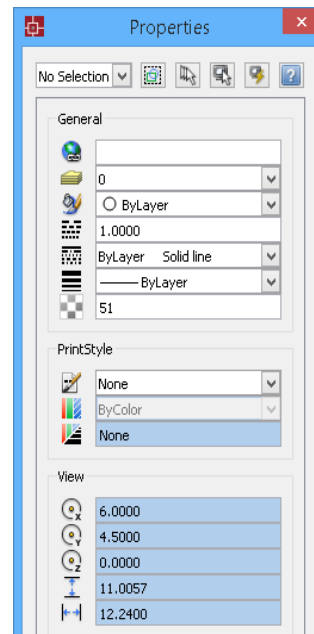 Properties
No Selection
General
0
ByLayer
1.0000
ByLayer Solid line
ByLayer
51
PrintStyle
None
ByColor
None
View
X 6.0000
Y 4.5000
Z 0.0000
11.0057
12.2400